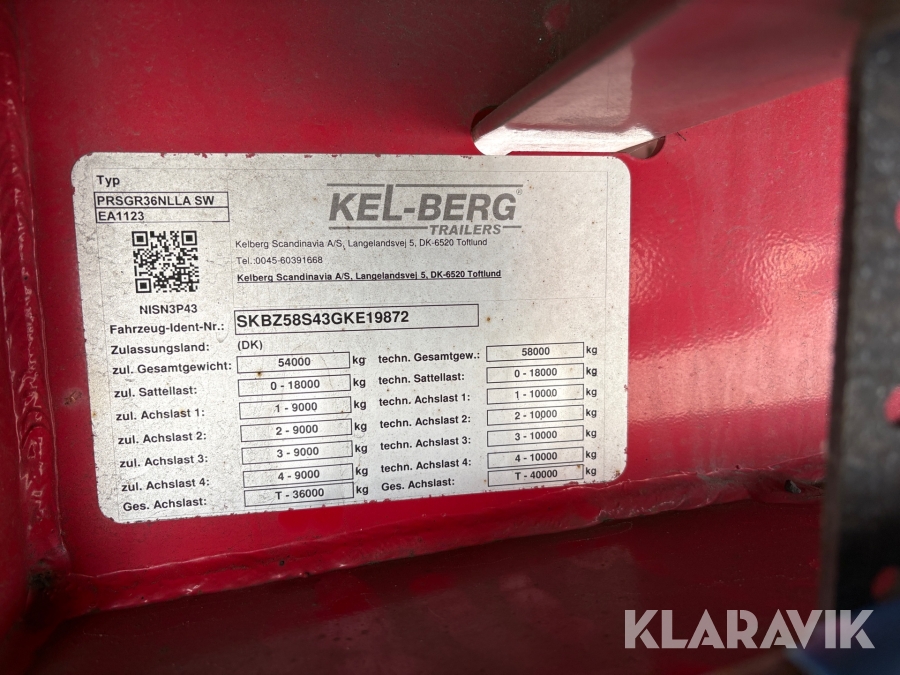 Typ
PRSGR36NLLA SW
EA1123
KEL-BERG®
TRAILERS
Kelberg Scandinavia A/S, Langelandsvej 5, DK-6520 Toftlund
Tel.:0045-60391668
Kelberg Scandinavia A/S, Langelandsvej 5, DK-6520 Toftlund
NISN3P43
Fahrzeug-Ident-Nr.: SKBZ58S43GKE19872
Zulassungsland: (DK)
zul. Gesamtgewicht: 54000 kg techn. Gesamtgew.: 58000 kg
zul. Sattellast: 0 - 18000 kg techn. Sattellast: 0 - 18000 kg
zul. Achslast 1: 1 - 9000 kg techn. Achslast 1: 1 - 10000 kg
zul. Achslast 2: 2 - 9000 kg techn. Achslast 2: 2 - 10000 kg
zul. Achslast 3: 3 - 9000 kg techn. Achslast 3: 3 - 10000 kg
zul. Achslast 4: 4 - 9000 kg techn. Achslast 4: 4 - 10000 kg
Ges. Achslast: T - 36000 kg Ges. Achslast: T - 40000 kg
KLARAVIK